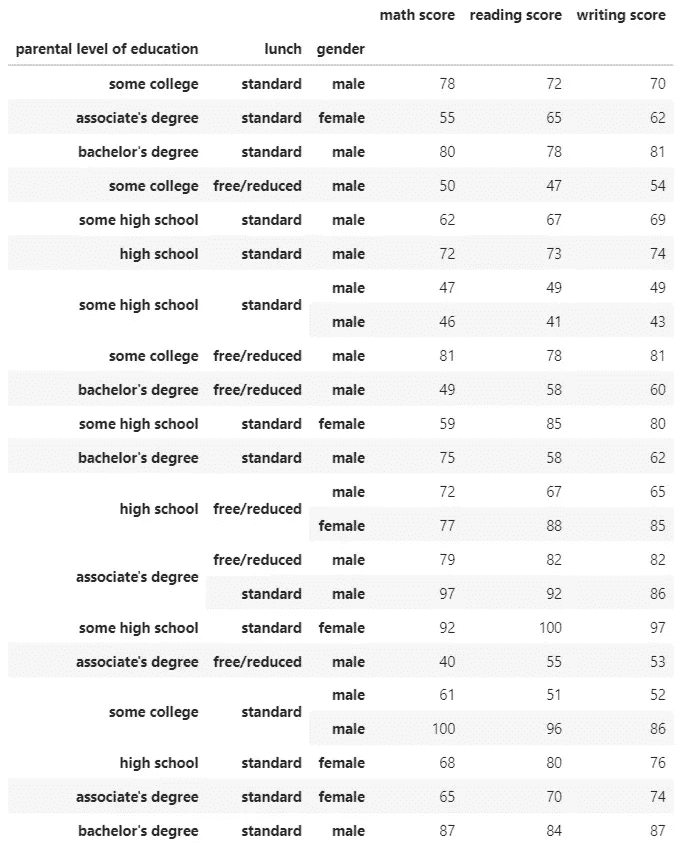 math score reading score writing score
parental level of education lunch gender
some college standard male 78 72 70
associate's degree standard female 55 65 62
bachelor's degree standard male 80 78 81
some college free/reduced male 50 47 54
some high school standard male 62 67 69
high school standard male 72 73 74
some high school standard male 47 49 49
male 46 41 43
some college free/reduced male 81 78 81
bachelor's degree free/reduced male 49 58 60
some high school standard female 59 85 80
bachelor's degree standard male 75 58 62
high school free/reduced male 72 67 65
female 77 88 85
associate's degree free/reduced male 79 82 82
standard male 97 92 86
some high school standard female 92 100 97
associate's degree free/reduced male 40 55 53
some college standard male 61 51 52
male 100 96 86
high school standard female 68 80 76
associate's degree standard female 65 70 74
bachelor's degree standard male 87 84 87